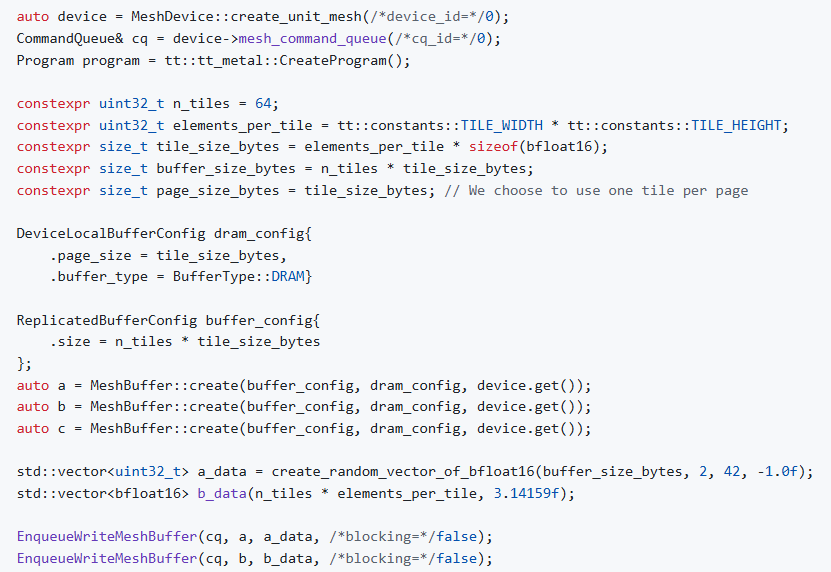 auto device = MeshDevice::create_unit_mesh(/*device_id=*/0);
CommandQueue& cq = device->mesh_command_queue(/*cq_id=*/0);
Program program = tt::tt_metal::CreateProgram();

constexpr uint32_t n_tiles = 64;
constexpr uint32_t elements_per_tile = tt::constants::TILE_WIDTH * tt::constants::TILE_HEIGHT;
constexpr size_t tile_size_bytes = elements_per_tile * sizeof(bfloat16);
constexpr size_t buffer_size_bytes = n_tiles * tile_size_bytes;
constexpr size_t page_size_bytes = tile_size_bytes; // We choose to use one tile per page

DeviceLocalBufferConfig dram_config{
    .page_size = tile_size_bytes,
    .buffer_type = BufferType::DRAM}

ReplicatedBufferConfig buffer_config{
    .size = n_tiles * tile_size_bytes
};
auto a = MeshBuffer::create(buffer_config, dram_config, device.get());
auto b = MeshBuffer::create(buffer_config, dram_config, device.get());
auto c = MeshBuffer::create(buffer_config, dram_config, device.get());

std::vector<uint32_t> a_data = create_random_vector_of_bfloat16(buffer_size_bytes, 2, 42, -1.0f);
std::vector<bfloat16> b_data(n_tiles * elements_per_tile, 3.14159f);

EnqueueWriteMeshBuffer(cq, a, a_data, /*blocking=*/false);
EnqueueWriteMeshBuffer(cq, b, b_data, /*blocking=*/false);